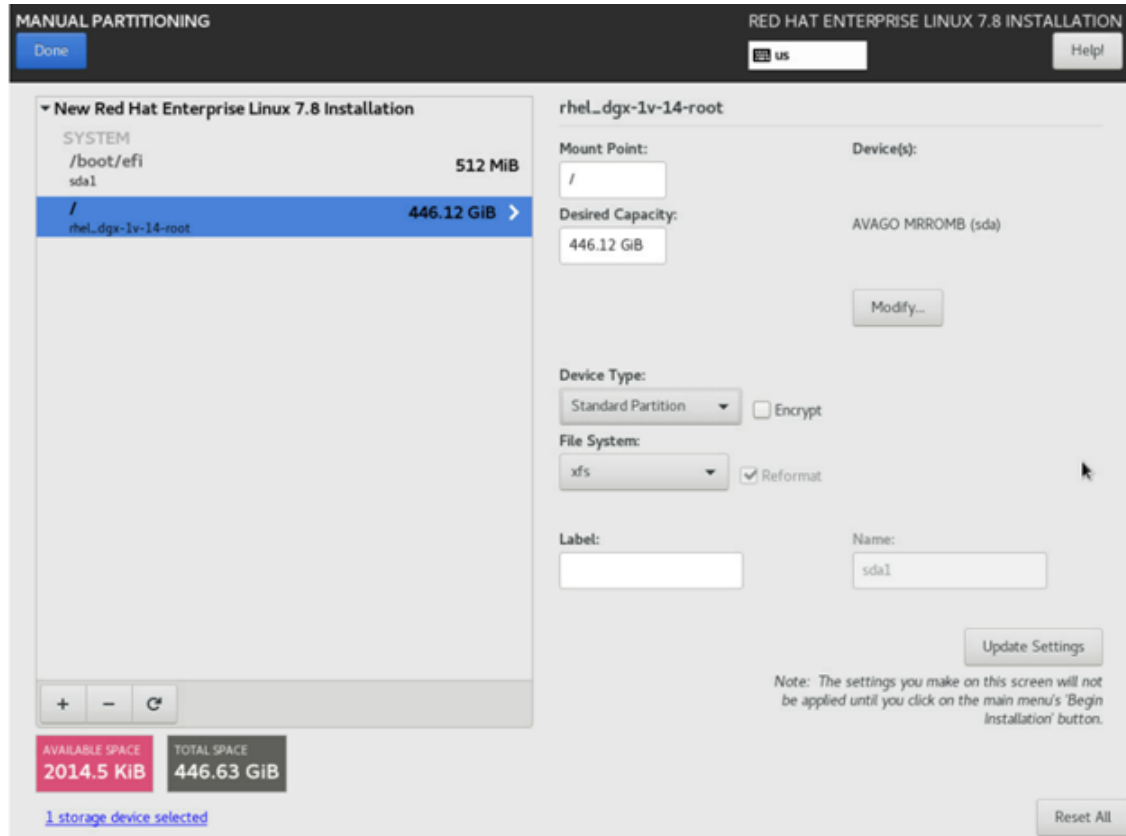 MANUAL PARTITIONING
RED HAT ENTERPRISE LINUX 7.8 INSTALLATION
Done
us
Help!
New Red Hat Enterprise Linux 7.8 Installation
SYSTEM
/boot/efi
512 MiB
sda1
/
446.12 GiB
rhel_dgx-1v-14-root
rhel_dgx-1v-14-root
Mount Point:
Device(s):
/
Desired Capacity:
AVAGO MRROMB (sda)
446.12 GiB
Modify...
Device Type:
Standard Partition
Encrypt
File System:
xfs
Reformat
Label:
Name:
sda1
Update Settings
Note: The settings you make on this screen will not
be applied until you click on the main menu's 'Begin
Installation' button.
+ −
AVAILABLE SPACE
2014.5 KiB
TOTAL SPACE
446.63 GiB
1 storage device selected
Reset All